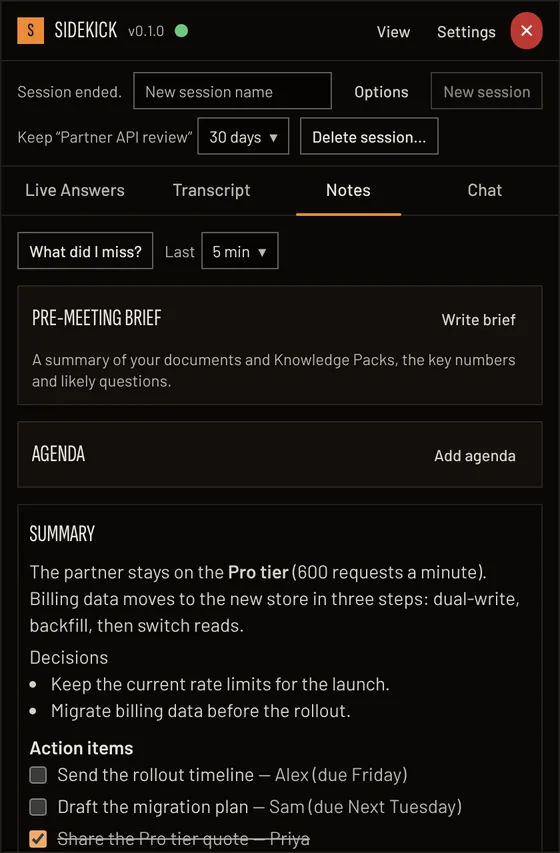 S SIDEKICK v0.1.0 View Settings ×
Session ended. New session name Options New session
Keep “Partner API review” 30 days ▾ Delete session...
Live Answers Transcript Notes Chat
What did I miss? Last 5 min ▾
PRE-MEETING BRIEF Write brief
A summary of your documents and Knowledge Packs, the key numbers
and likely questions.
AGENDA Add agenda
SUMMARY
The partner stays on the Pro tier (600 requests a minute).
Billing data moves to the new store in three steps: dual-write,
backfill, then switch reads.
Decisions
• Keep the current rate limits for the launch.
• Migrate billing data before the rollout.
Action items
Send the rollout timeline — Alex (due Friday)
Draft the migration plan — Sam (due Next Tuesday)
Share the Pro tier quote — Priya